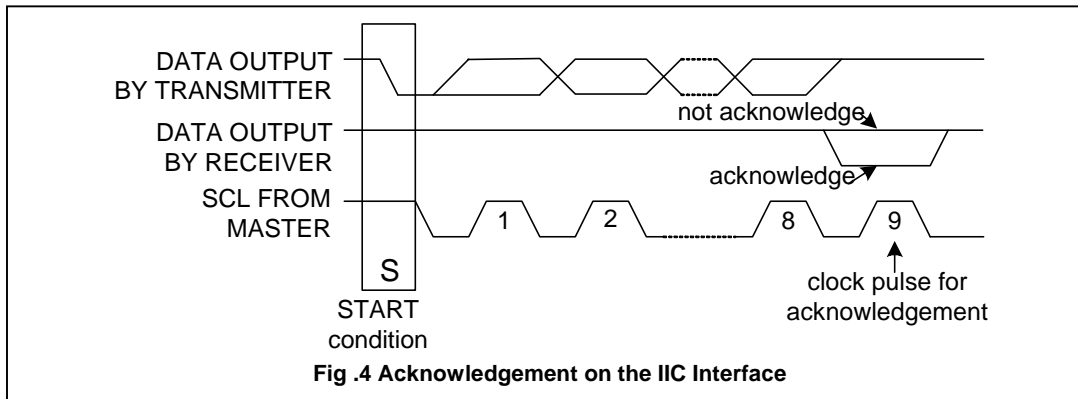 DATA OUTPUT
BY TRANSMITTER
not acknowledge
DATA OUTPUT
BY RECEIVER
acknowledge
SCL FROM
MASTER
1
2
8
9
S
START
condition
clock pulse for
acknowledgement
Fig .4 Acknowledgement on the IIC Interface